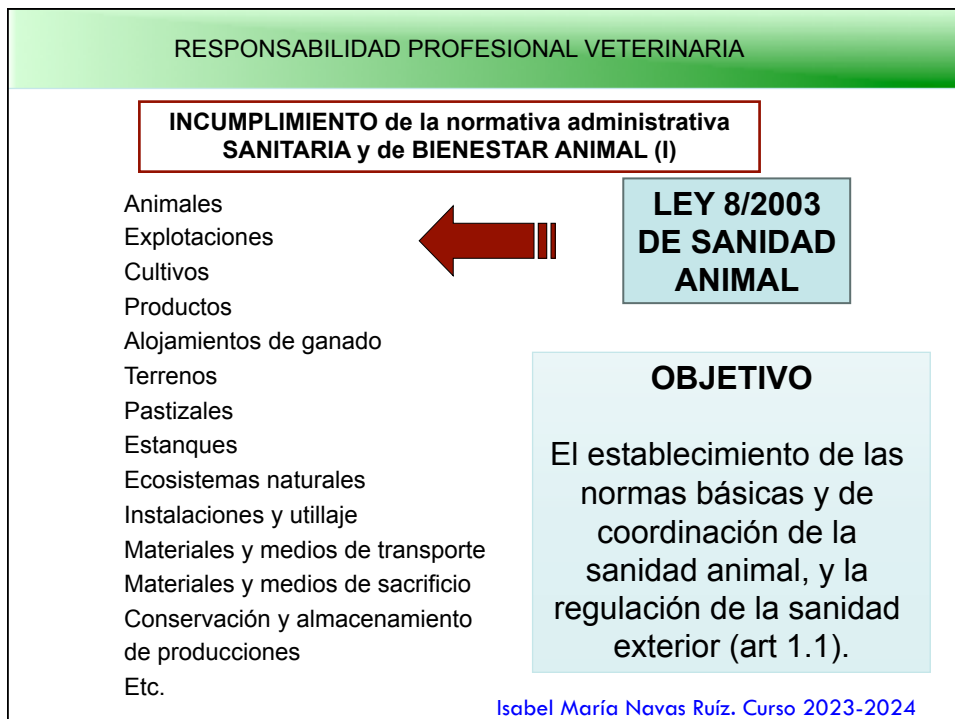 RESPONSABILIDAD PROFESIONAL VETERINARIA
INCUMPLIMIENTO de la normativa administrativa
SANITARIA y de BIENESTAR ANIMAL (I)
Animales
Explotaciones
Cultivos
Productos
Alojamientos de ganado
Terrenos
Pastizales
Estanques
Ecosistemas naturales
Instalaciones y utillaje
Materiales y medios de transporte
Materiales y medios de sacrificio
Conservación y almacenamiento
de producciones
Etc.
LEY 8/2003
DE SANIDAD
ANIMAL
OBJETIVO
El establecimiento de las
normas básicas y de
coordinación de la
sanidad animal, y la
regulación de la sanidad
exterior (art 1.1).
Isabel María Navas Ruíz. Curso 2023-2024